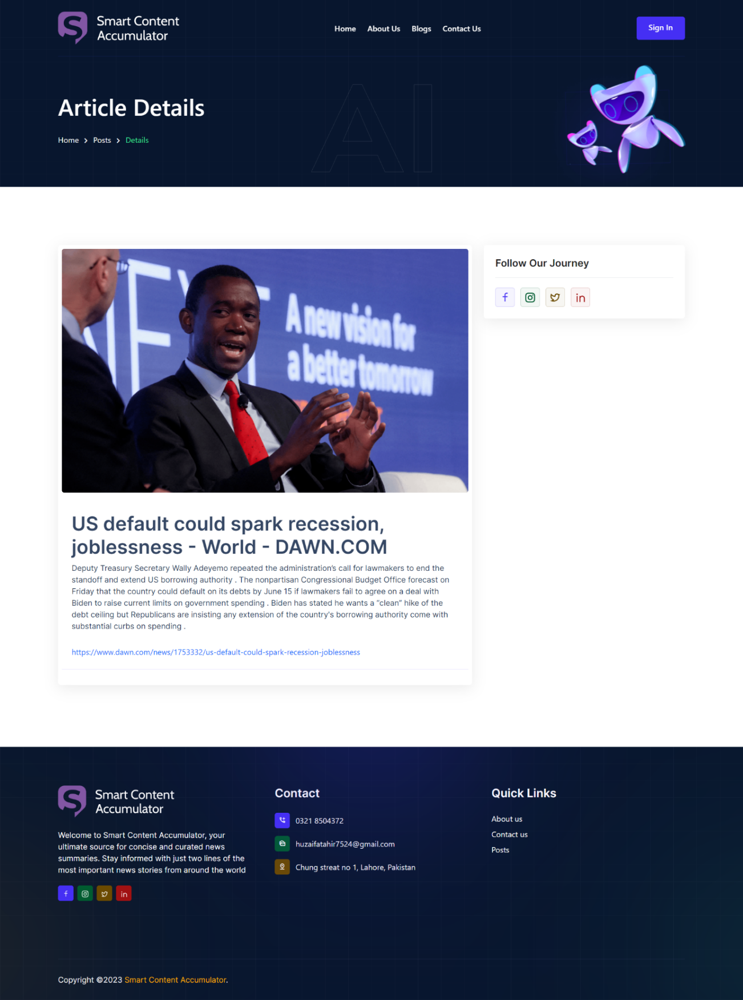 Smart Content
Accumulator
Home
About Us
Blogs
Contact Us
Sign In
AI
Article Details
Home > Posts > Details
NEXT
A new vision for
a better tomorrow
Follow Our Journey
US default could spark recession,
joblessness - World - DAWN.COM
Deputy Treasury Secretary Wally Adeyemo repeated the administration’s call for lawmakers to end the
standoff and extend US borrowing authority . The nonpartisan Congressional Budget Office forecast on
Friday that the country could default on its debts by June 15 if lawmakers fail to agree on a deal with
Biden to raise current limits on government spending . Biden has stated he wants a “clean” hike of the
debt ceiling but Republicans are insisting any extension of the country's borrowing authority come with
substantial curbs on spending .
https://www.dawn.com/news/1753332/us-default-could-spark-recession-joblessness
Smart Content
Accumulator
Welcome to Smart Content Accumulator, your
ultimate source for concise and curated news
summaries. Stay informed with just two lines of the
most important news stories from around the world
Contact
0321 8504372
huzaifatahir7524@gmail.com
Chung streat no 1, Lahore, Pakistan
Quick Links
About us
Contact us
Posts
Copyright ©2023 Smart Content Accumulator.